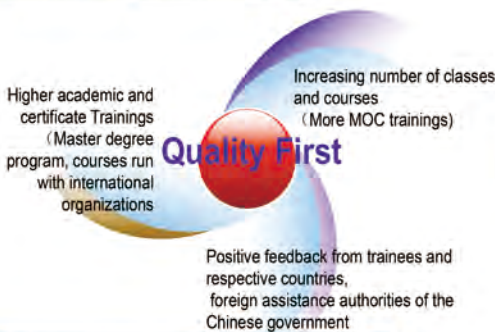 Higher academic and
certificate Trainings
（Master degree
program, courses run
with international
organizations
Quality First
Increasing number of classes
and courses
（More MOC trainings)
Positive feedback from trainees and
respective countries,
foreign assistance authorities of the
Chinese government